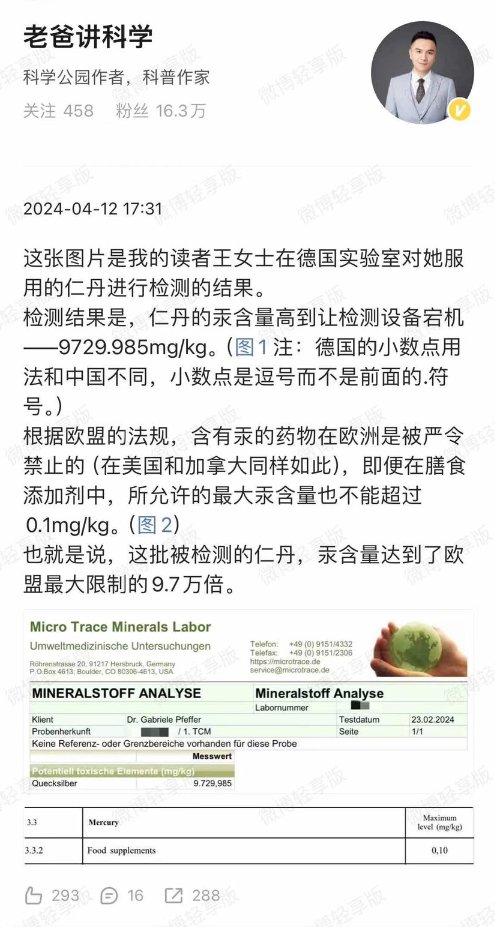 老爸讲科学
科学公园作者，科普作家
关注 458 粉丝 16.3万
2024-04-12 17:31
这张图片是我的读者王女士在德国实验室对她服
用的仁丹进行检测的结果。
检测结果是，仁丹的汞含量高到让检测设备宕机
——9729.985mg/kg。（图1 注：德国的小数点用
法和中国不同，小数点是逗号而不是前面的.符
号。）
根据欧盟的法规，含有汞的药物在欧洲是被严令
禁止的（在美国和加拿大同样如此），即便在膳食
添加剂中，所允许的最大汞含量也不能超过
0.1mg/kg。（图2）
也就是说，这批被检测的仁丹，汞含量达到了欧
盟最大限制的9.7万倍。
Micro Trace Minerals Labor
Umweltmedizinische Untersuchungen
Röhrenstrasse 20, 91217 Hersbruck, Germany
P.O.Box 4613, Boulder, CO 80306-4613, USA
Telefon: +49 (0) 9151/4332
Telefax: +49 (0) 9151/2306
https://microtrace.de
service@microtrace.de
MINERALSTOFF ANALYSE Mineralstoff Analyse
Labornummer
Klient Dr. Gabriele Pfeffer Testdatum 23.02.2024
Probenherkunft / 1. TCM Seite 1/1
Keine Referenz- oder Grenzbereiche vorhanden für diese Probe
Messwert
Potentiell toxische Elemente (mg/kg)
Quecksilber 9.729,985
3.3 Mercury Maximum
level (mg/kg)
3.3.2 Food supplements 0,10
293 16 288
微博轻享版